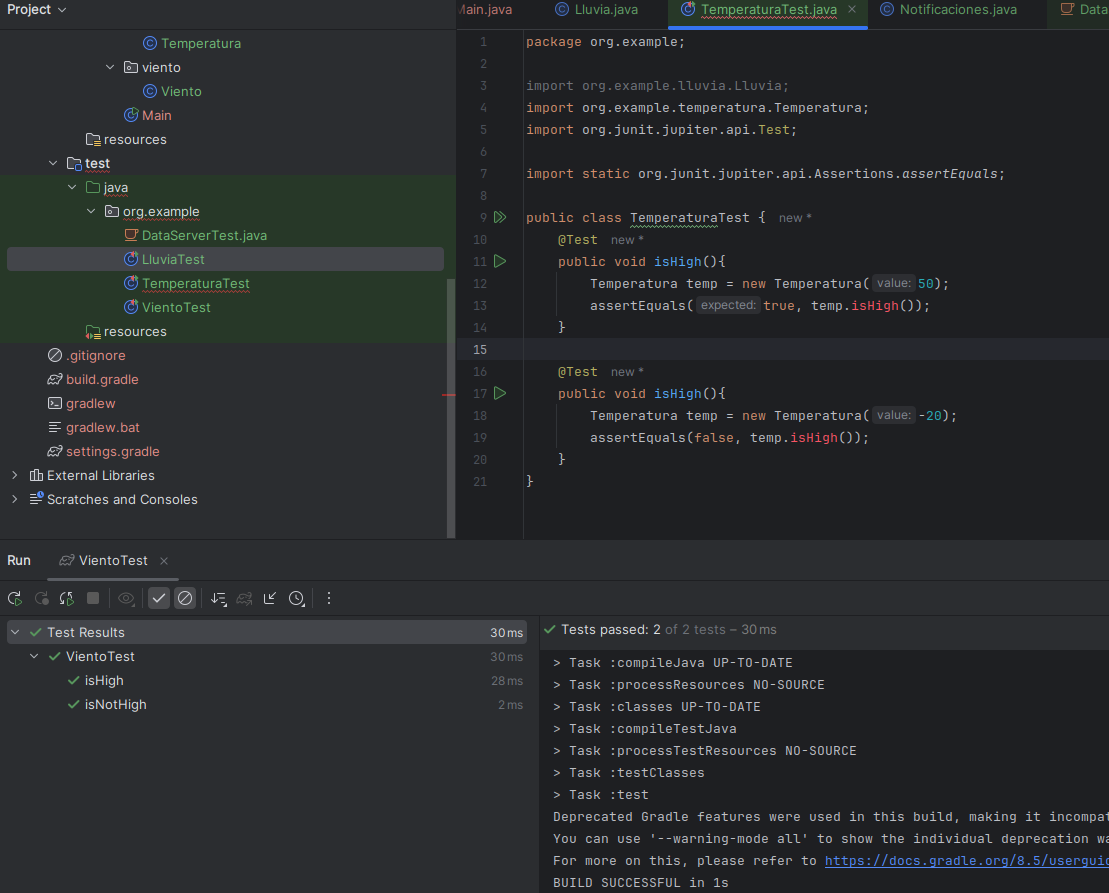 Project
Temperatura
viento
Viento
Main
resources
test
java
org.example
DataServerTest.java
LluviaTest
TemperaturaTest
VientoTest
resources
.gitignore
build.gradle
gradlew
gradlew.bat
settings.gradle
External Libraries
Scratches and Consoles
Main.java Lluvia.java TemperaturaTest.java Notificaciones.java Data
1 package org.example;
2
3 import org.example.lluvia.Lluvia;
4 import org.example.temperatura.Temperatura;
5 import org.junit.jupiter.api.Test;
6
7 import static org.junit.jupiter.api.Assertions.assertEquals;
8
9 public class TemperaturaTest { new *
10 @Test new *
11 public void isHigh(){
12 Temperatura temp = new Temperatura( value: 50);
13 assertEquals( expected: true, temp.isHigh());
14 }
15
16 @Test new *
17 public void isHigh(){
18 Temperatura temp = new Temperatura( value: -20);
19 assertEquals(false, temp.isHigh());
20 }
21 }
Run VientoTest
Test Results 30 ms
VientoTest 30 ms
isHigh 28 ms
isNotHigh 2 ms
Tests passed: 2 of 2 tests – 30 ms
> Task :compileJava UP-TO-DATE
> Task :processResources NO-SOURCE
> Task :classes UP-TO-DATE
> Task :compileTestJava
> Task :processTestResources NO-SOURCE
> Task :testClasses
> Task :test
Deprecated Gradle features were used in this build, making it incompat
You can use '--warning-mode all' to show the individual deprecation wa
For more on this, please refer to https://docs.gradle.org/8.5/usergui
BUILD SUCCESSFUL in 1s